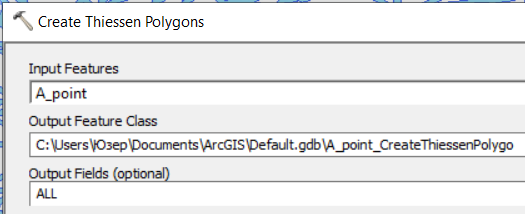 Create Thiessen Polygons
Input Features
A_point
Output Feature Class
C:\Users\Юзер\Documents\ArcGIS\Default.gdb\A_point_CreateThiessenPolygo
Output Fields (optional)
ALL